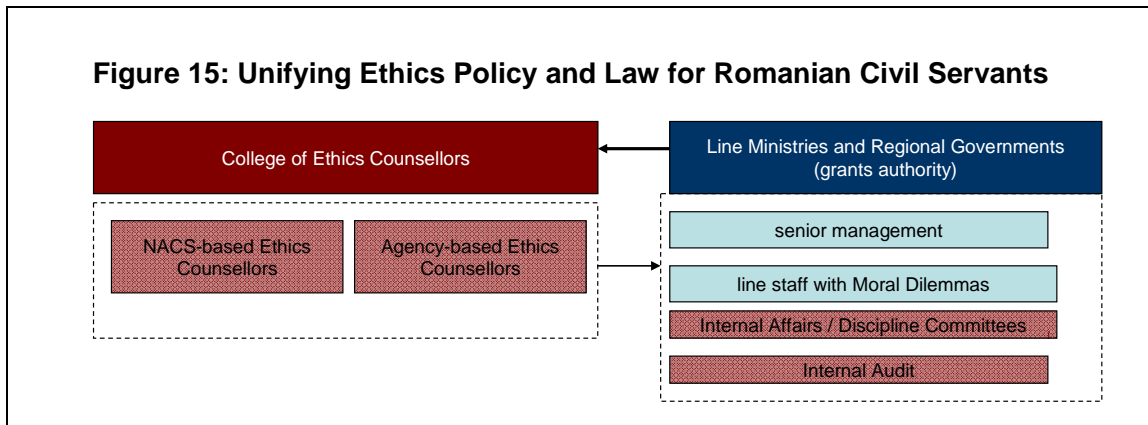 Figure 15: Unifying Ethics Policy and Law for Romanian Civil Servants
College of Ethics Counsellors
Line Ministries and Regional Governments
(grants authority)
NACS-based Ethics
Counsellors
Agency-based Ethics
Counsellors
senior management
line staff with Moral Dilemmas
Internal Affairs / Discipline Committees
Internal Audit